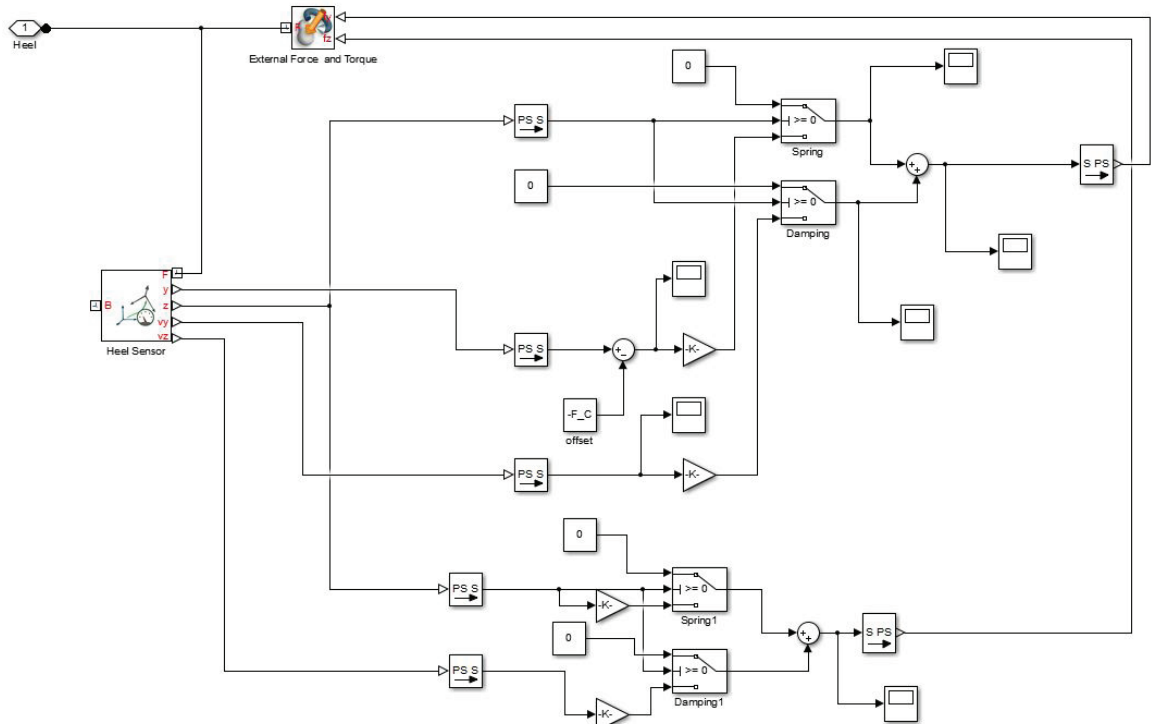 1
Heel
fz
External Force and Torque
0
PS S
>= 0
Spring
0
>= 0
Damping
S PS
F
B
y
z
vy
vz
Heel Sensor
PS S
+
-
-K-
-F_C
offset
PS S
-K-
+
+
0
PS S
-K-
>= 0
Spring1
0
PS S
-K-
>= 0
Damping1
+
+
S PS